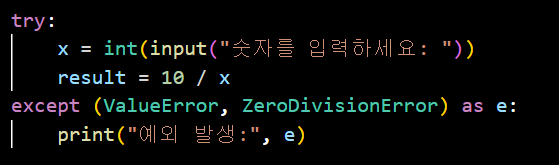 try:
    x = int(input("숫자를 입력하세요: "))
    result = 10 / x
except (ValueError, ZeroDivisionError) as e:
    print("예외 발생:", e)